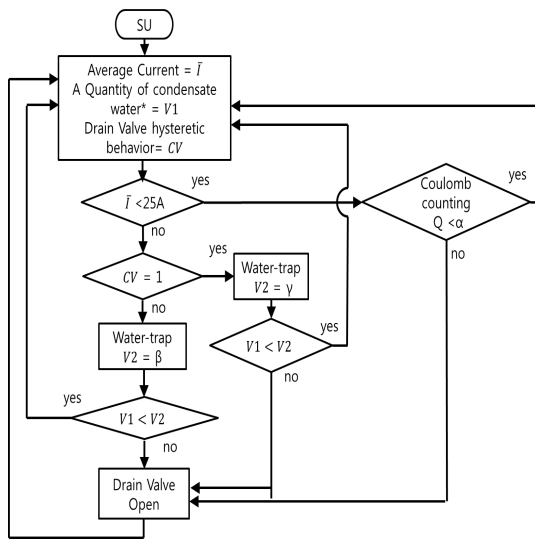 SU
Average Current = Ī
A Quantity of condensate
water* = V1
Drain Valve hysteretic
behavior= CV
yes
Ī <25A
no
Coulomb
counting
Q <α
yes
no
yes
CV = 1
no
Water-trap
V2 = γ
Water-trap
V2 = β
V1 < V2
yes
no
yes
V1 < V2
no
Drain Valve
Open